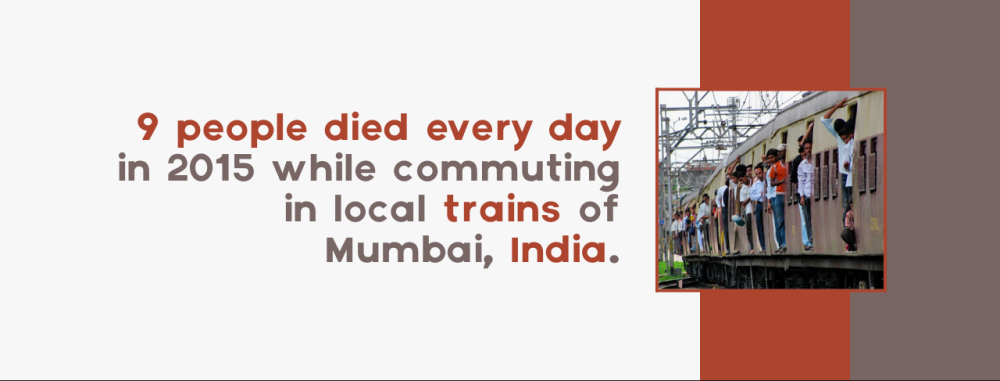 9 people died every day
in 2015 while commuting
in local trains of
Mumbai, India.